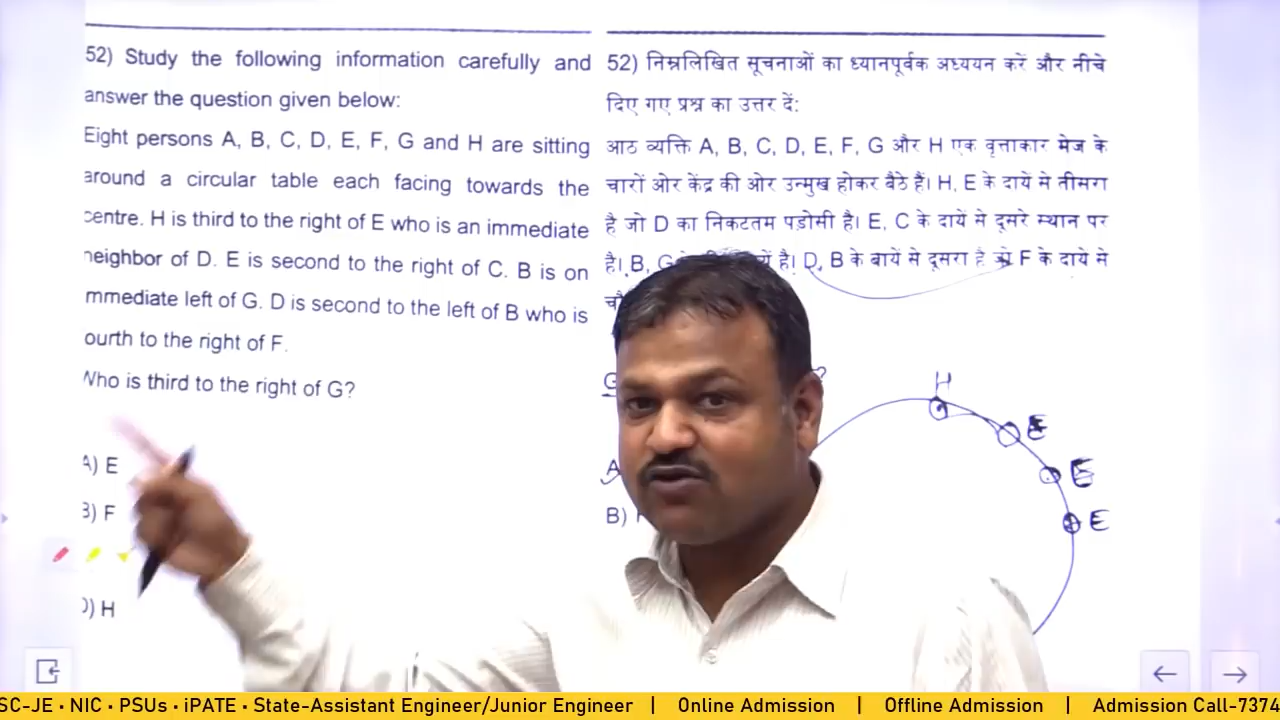 52) Study the following information carefully and
answer the question given below:
Eight persons A, B, C, D, E, F, G and H are sitting
around a circular table each facing towards the
centre. H is third to the right of E who is an immediate
neighbor of D. E is second to the right of C. B is on
mmediate left of G. D is second to the left of B who is
ourth to the right of F.
Who is third to the right of G?
A) E
B) F
D) H
52) निम्नलिखित सूचनाओं का ध्यानपूर्वक अध्ययन करें और नीचे
दिए गए प्रश्न का उत्तर दें:
आठ व्यक्ति A, B, C, D, E, F, G और H एक वृत्ताकार मेज के
चारों ओर केंद्र की ओर उन्मुख होकर बैठे हैं। H, E के दायें से तीसरा
है जो D का निकटतम पड़ोसी है। E, C के दायें से दूसरे स्थान पर
है। B, G है। D, B के बायें से दूसरा है जो F के दायें से
G ?
A
B)
H
E
E
E
SC-JE • NIC • PSUs • iPATE • State-Assistant Engineer/Junior Engineer | Online Admission | Offline Admission | Admission Call-7374